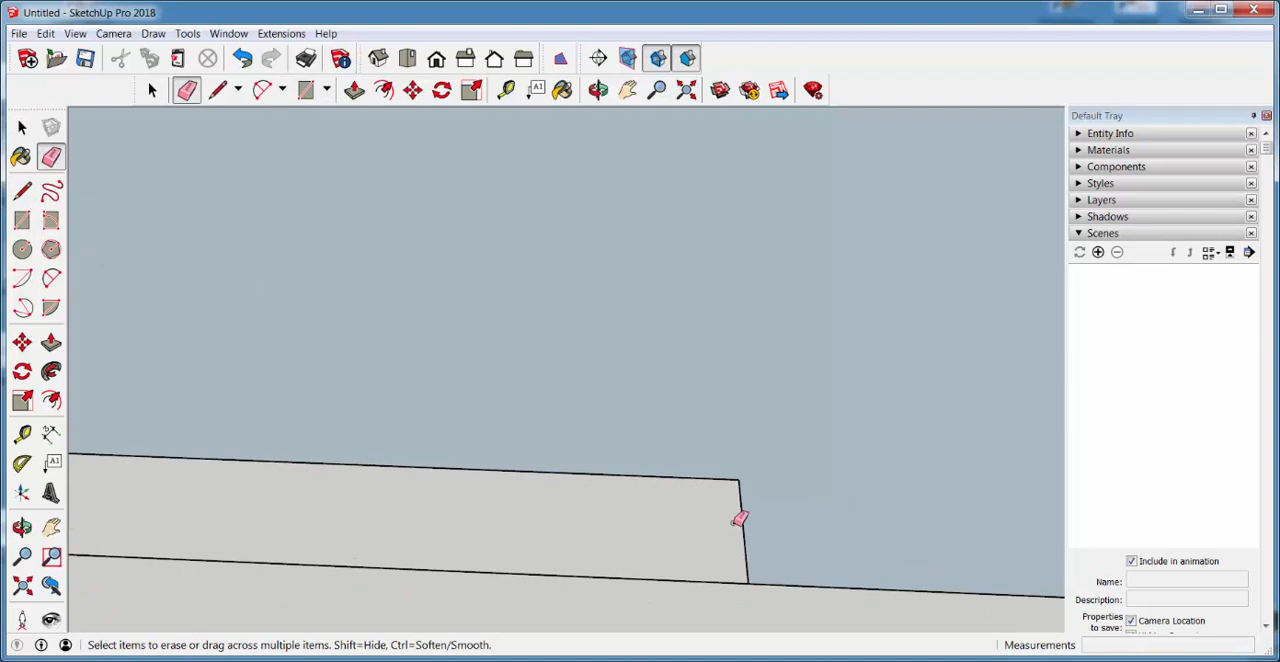 Untitled - SketchUp Pro 2018
File Edit View Camera Draw Tools Window Extensions Help
A1
Default Tray
Entity Info
Materials
Components
Styles
Layers
Shadows
Scenes
A1
Include in animation
Name:
Description:
Properties
to save:
Camera Location
Select items to erase or drag across multiple items. Shift=Hide, Ctrl=Soften/Smooth.
Measurements